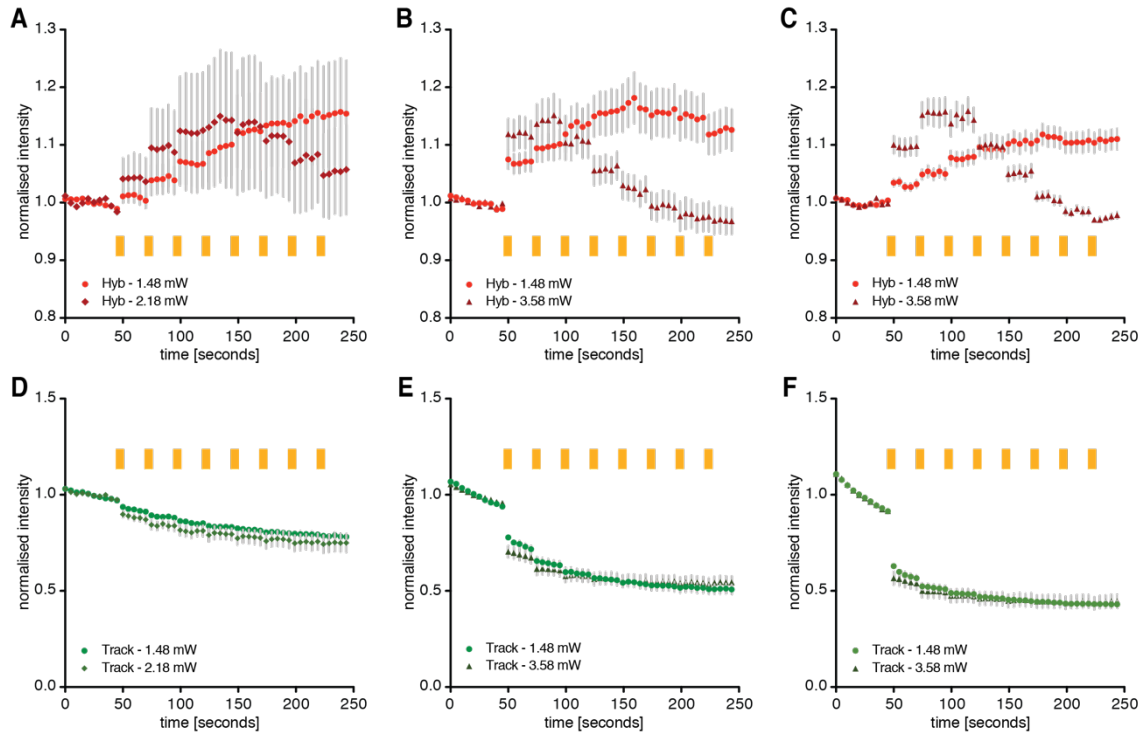 A
normalised intensity
1.3
1.2
1.1
1.0
0.9
0.8
Hyb - 1.48 mW
Hyb - 2.18 mW
0 50 100 150 200 250
time [seconds]
B
normalised intensity
1.3
1.2
1.1
1.0
0.9
0.8
Hyb - 1.48 mW
Hyb - 3.58 mW
0 50 100 150 200 250
time [seconds]
C
normalised intensity
1.3
1.2
1.1
1.0
0.9
0.8
Hyb - 1.48 mW
Hyb - 3.58 mW
0 50 100 150 200 250
time [seconds]
D
normalised intensity
1.5
1.0
0.5
0.0
Track - 1.48 mW
Track - 2.18 mW
0 50 100 150 200 250
time [seconds]
E
normalised intensity
1.5
1.0
0.5
0.0
Track - 1.48 mW
Track - 3.58 mW
0 50 100 150 200 250
time [seconds]
F
normalised intensity
1.5
1.0
0.5
0.0
Track - 1.48 mW
Track - 3.58 mW
0 50 100 150 200 250
time [seconds]